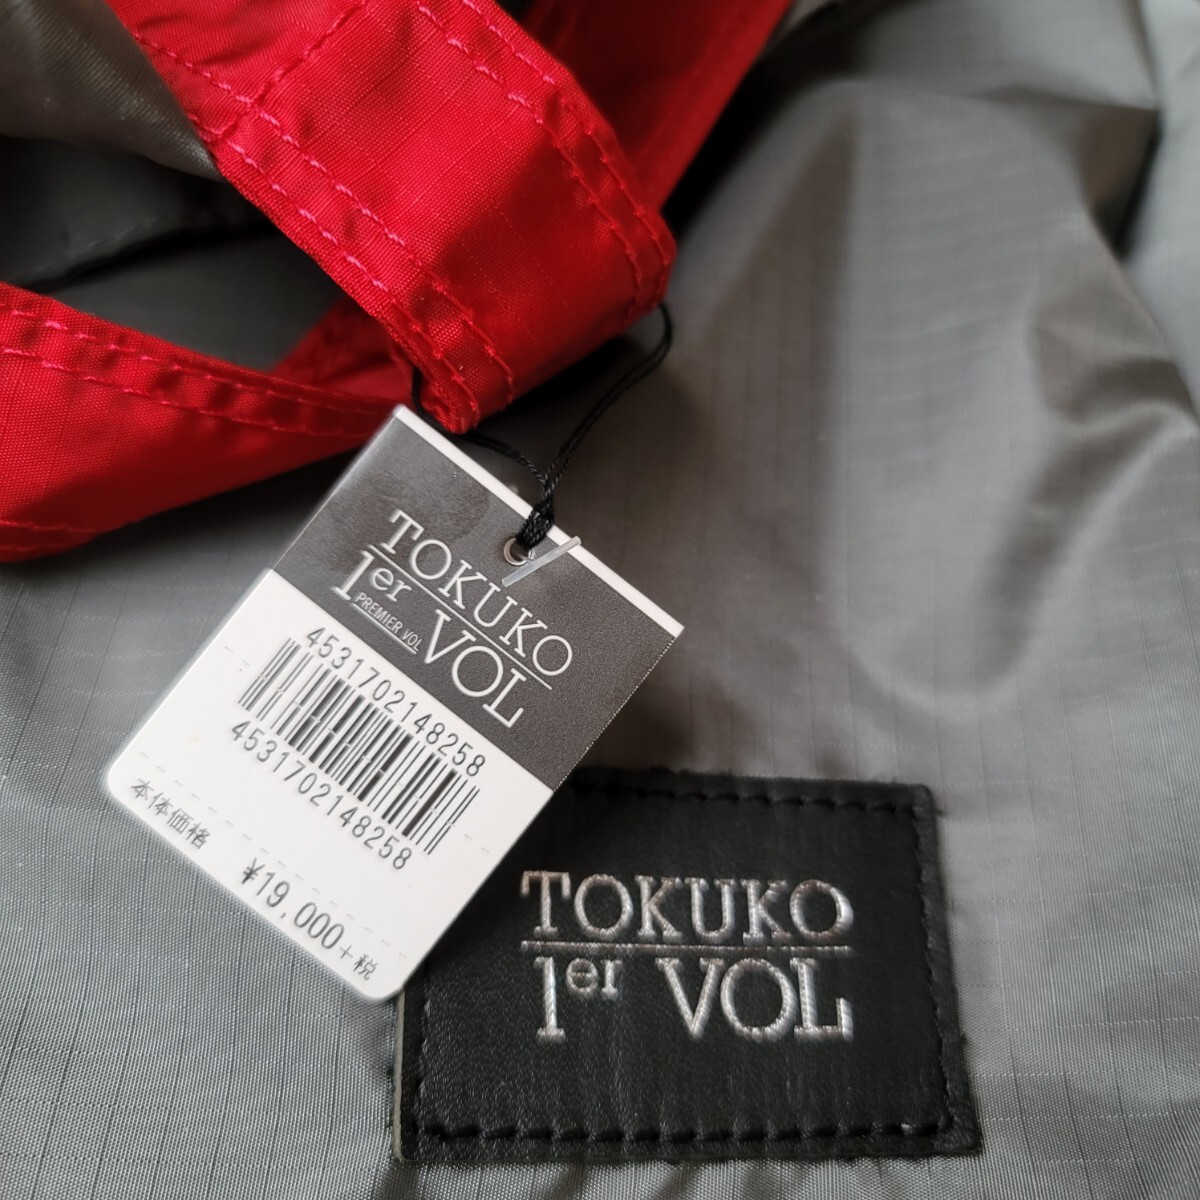 TOKUKO
1er VOL
PREMIER VOL
4531702148258
4531702148258
本体価格 ¥19,000+税
TOKUKO
1er VOL